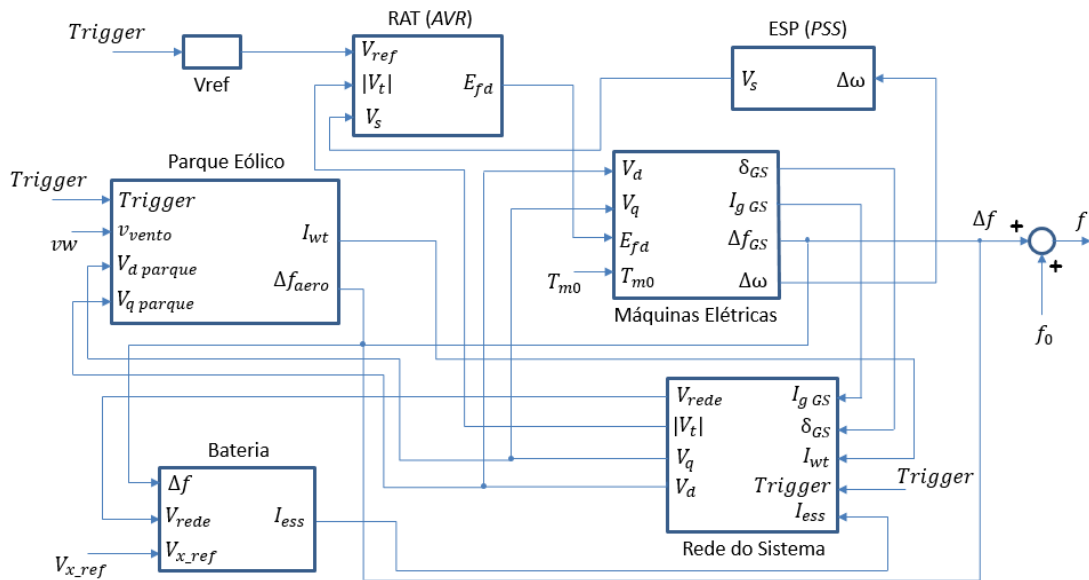 Trigger
Vref
RAT (AVR)
V_ref
|V_t|
V_s
E_fd
ESP (PSS)
V_s
Δω
Parque Eólico
Trigger
vw
Trigger
v_vento
V_d parque
V_q parque
I_wt
Δf_aero
V_d
V_q
E_fd
T_m0
T_m0
δ_GS
I_g GS
Δf_GS
Δω
Máquinas Elétricas
Δf
+
+
f
f_0
V_rede
|V_t|
V_q
V_d
I_g GS
δ_GS
I_wt
Trigger
I_ess
Trigger
Rede do Sistema
Bateria
Δf
V_rede
V_x_ref
I_ess
V_x_ref